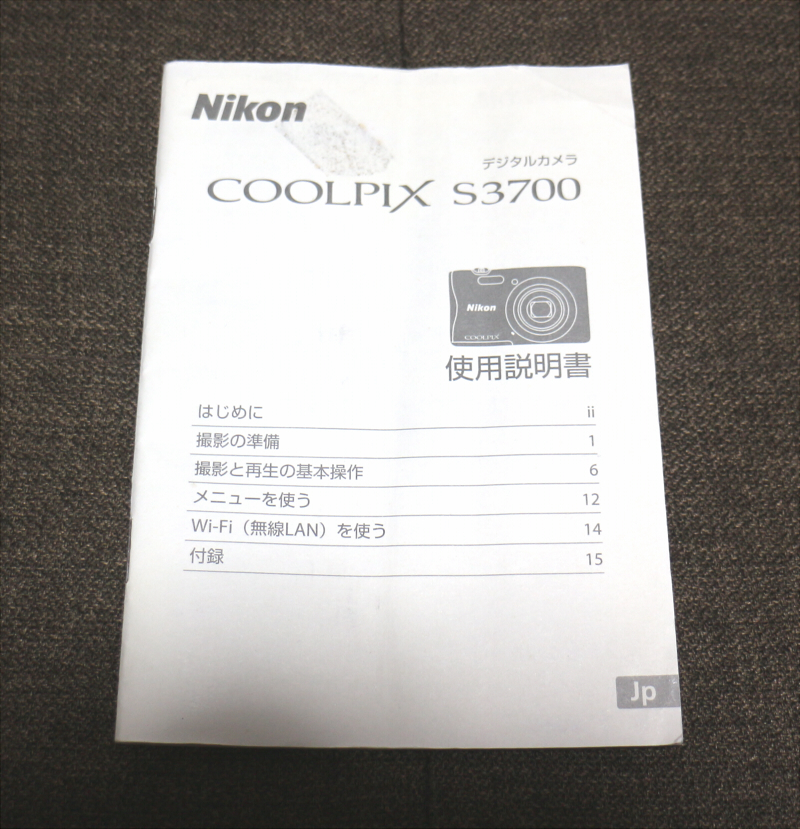 Nikon
デジタルカメラ
COOLPIX S3700
Nikon
COOLPIX
使用説明書
はじめに ii
撮影の準備 1
撮影と再生の基本操作 6
メニューを使う 12
Wi-Fi（無線LAN）を使う 14
付録 15
Jp